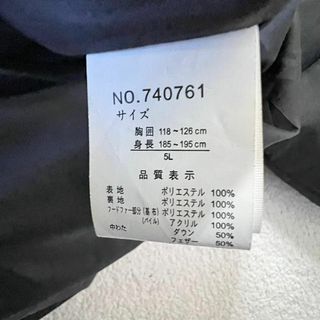 NO.740761
サイズ
胸囲 118～126 cm
身長 185～195 cm
5L
品質表示
表地 ポリエステル 100%
裏地 ポリエステル 100%
フードファー部分(基布) ポリエステル 100%
(パイル) アクリル 100%
中わた ダウン 50%
フェザー 50%